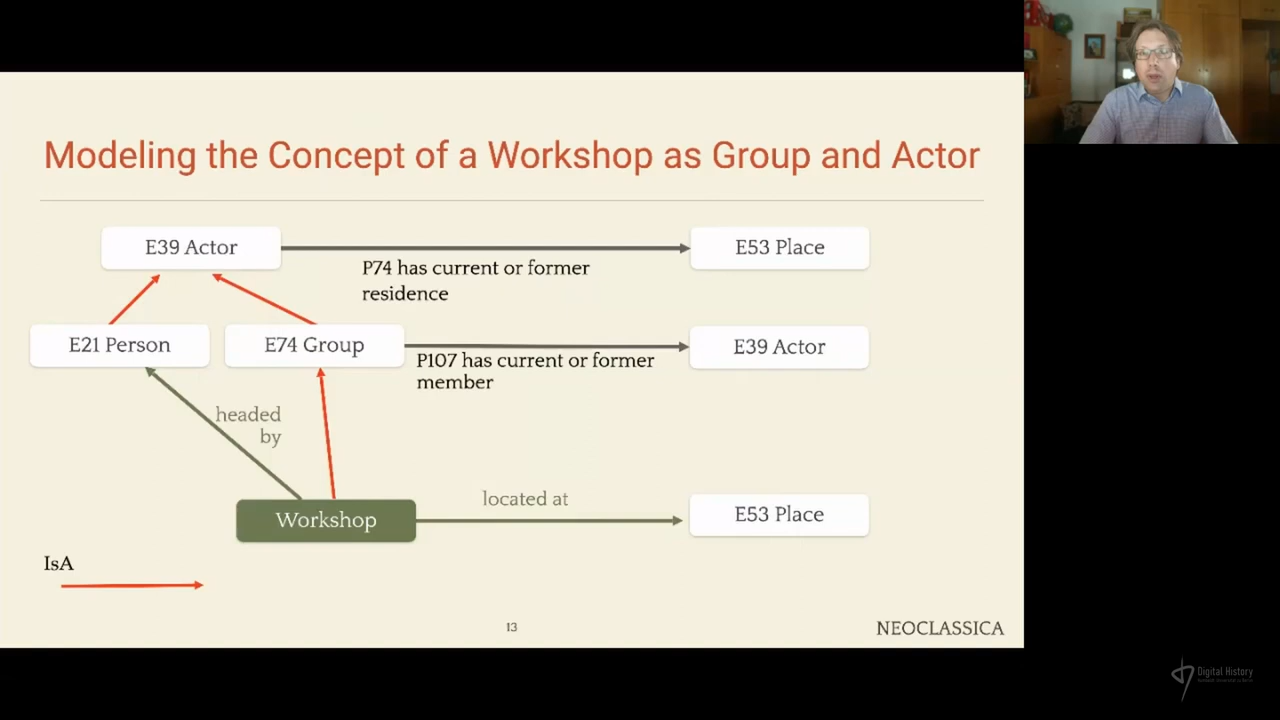 Modeling the Concept of a Workshop as Group and Actor
E39 Actor
E53 Place
P74 has current or former
residence
E21 Person
E74 Group
E39 Actor
P107 has current or former
member
headed
by
located at
Workshop
E53 Place
IsA
13
NEOCLASSICA
Digital History